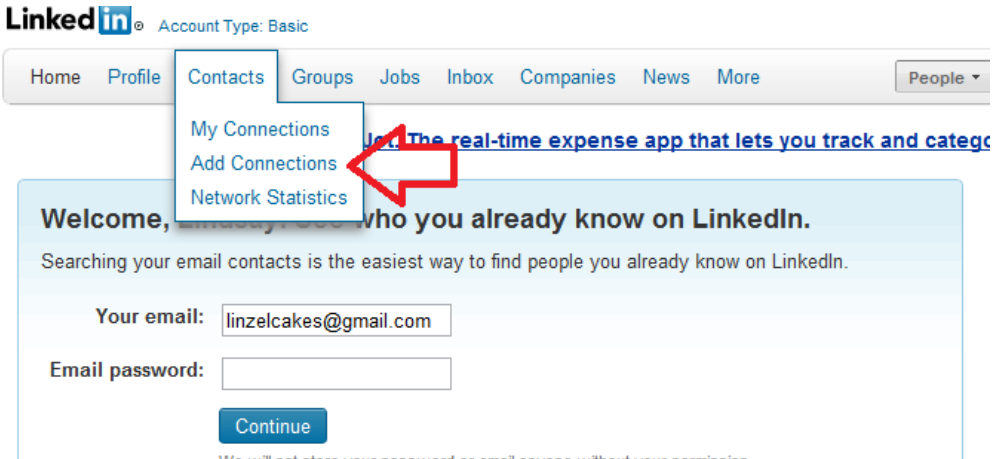 Linked in® Account Type: Basic
Home Profile Contacts Groups Jobs Inbox Companies News More People
My Connections
Add Connections
Network Statistics
The real-time expense app that lets you track and catego
Welcome, who you already know on LinkedIn.
Searching your email contacts is the easiest way to find people you already know on LinkedIn.
Your email: linzelcakes@gmail.com
Email password:
Continue